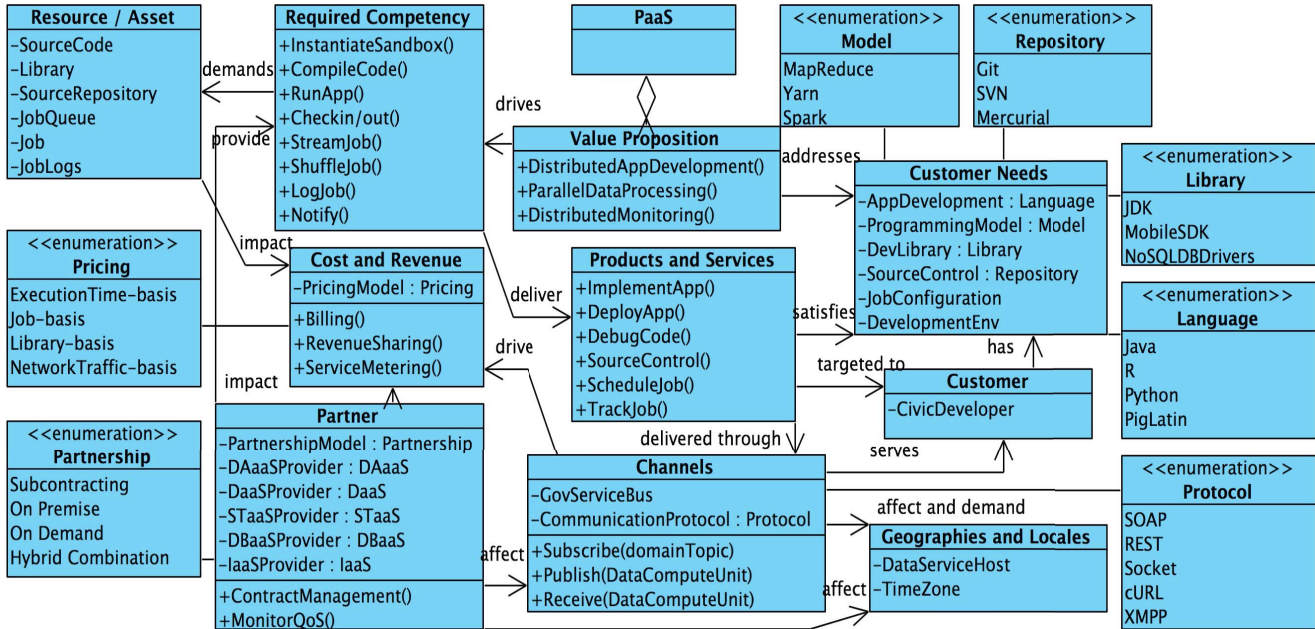 Resource / Asset
-SourceCode
-Library
-SourceRepository
-JobQueue
-Job
-JobLogs
demands
provide
Required Competency
+InstantiateSandbox()
+CompileCode()
+RunApp()
+Checkin/out()
+StreamJob()
+ShuffleJob()
+LogJob()
+Notify()
drives
PaaS
Value Proposition
+DistributedAppDevelopment()
+ParallelDataProcessing()
+DistributedMonitoring()
addresses
<<enumeration>>
Model
MapReduce
Yarn
Spark
<<enumeration>>
Repository
Git
SVN
Mercurial
Customer Needs
-AppDevelopment : Language
-ProgrammingModel : Model
-DevLibrary : Library
-SourceControl : Repository
-JobConfiguration
-DevelopmentEnv
<<enumeration>>
Library
JDK
MobileSDK
NoSQLDBDrivers
<<enumeration>>
Pricing
ExecutionTime-basis
Job-basis
Library-basis
NetworkTraffic-basis
impact
Cost and Revenue
-PricingModel : Pricing
+Billing()
+RevenueSharing()
+ServiceMetering()
deliver
drive
impact
Products and Services
+ImplementApp()
+DeployApp()
+DebugCode()
+SourceControl()
+ScheduleJob()
+TrackJob()
satisfies
targeted to
has
delivered through
Customer
-CivicDeveloper
serves
<<enumeration>>
Language
Java
R
Python
PigLatin
<<enumeration>>
Partnership
Subcontracting
On Premise
On Demand
Hybrid Combination
Partner
-PartnershipModel : Partnership
-DAaaSProvider : DAaaS
-DaaSProvider : DaaS
-STaaSProvider : STaaS
-DBaaSProvider : DBaaS
-IaaSProvider : IaaS
+ContractManagement()
+MonitorQoS()
affect
Channels
-GovServiceBus
-CommunicationProtocol : Protocol
+Subscribe(domainTopic)
+Publish(DataComputeUnit)
+Receive(DataComputeUnit)
affect and demand
affect
Geographies and Locales
-DataServiceHost
-TimeZone
<<enumeration>>
Protocol
SOAP
REST
Socket
cURL
XMPP